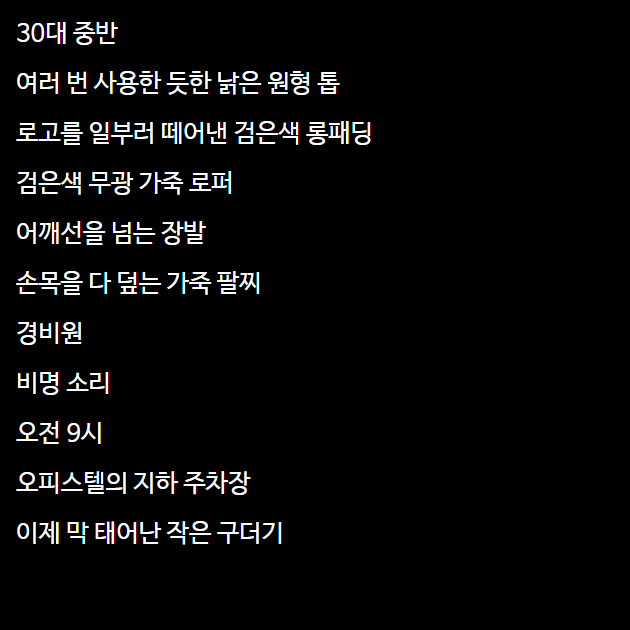 30대 중반
여러 번 사용한 듯한 낡은 원형 톱
로고를 일부러 떼어낸 검은색 롱패딩
검은색 무광 가죽 로퍼
어깨선을 넘는 장발
손목을 다 덮는 가죽 팔찌
경비원
비명 소리
오전 9시
오피스텔의 지하 주차장
이제 막 태어난 작은 구더기